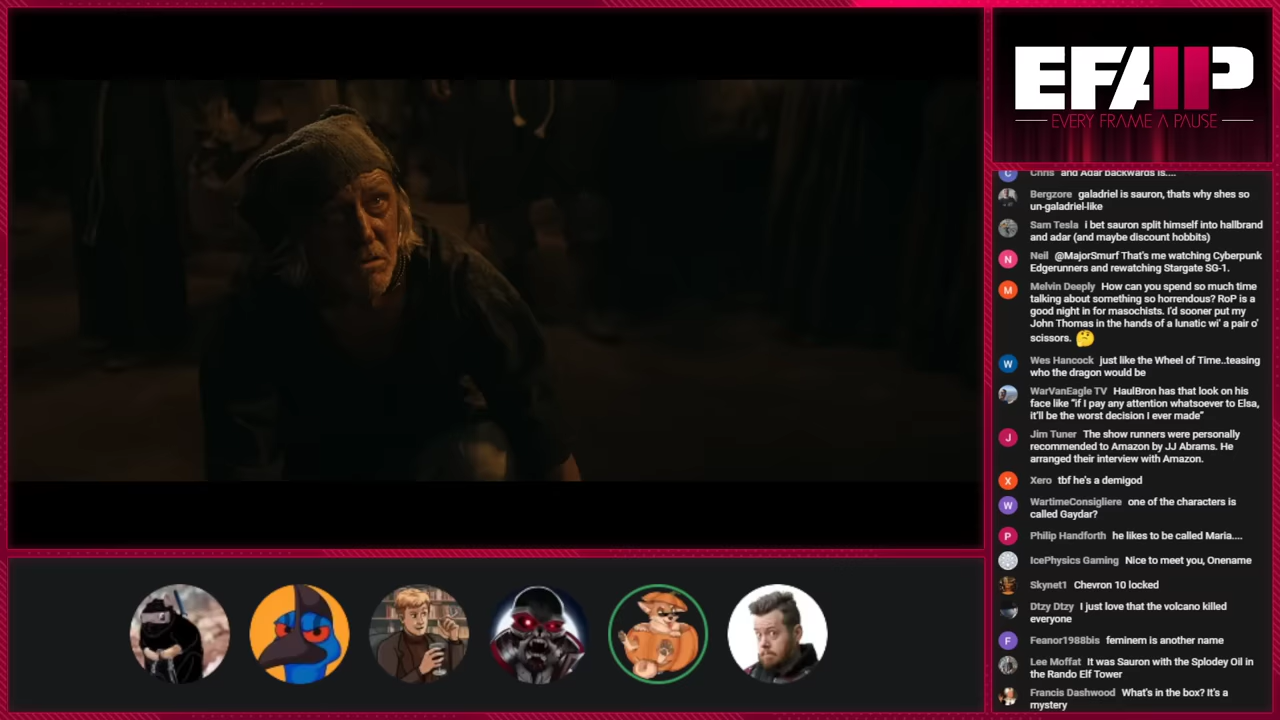 EFAP
EVERY FRAME A PAUSE
Chris and Adar backwards is....
Bergzore galadriel is sauron, thats why shes so
un-galadriel-like
Sam Tesla i bet sauron split himself into hallbrand
and adar (and maybe discount hobbits)
N
Neil @MajorSmurf That's me watching Cyberpunk
Edgerunners and rewatching Stargate SG-1.
M
Melvin Deeply How can you spend so much time
talking about something so horrendous? RoP is a
good night in for masochists. I'd sooner put my
John Thomas in the hands of a lunatic wi' a pair o'
scissors. 🤔
W
Wes Hancock just like the Wheel of Time..teasing
who the dragon would be
WarVanEagle TV HaulBron has that look on his
face like "if I pay any attention whatsoever to Elsa,
it'll be the worst decision I ever made"
J
Jim Tuner The show runners were personally
recommended to Amazon by JJ Abrams. He
arranged their interview with Amazon.
X
Xero tbf he's a demigod
W
WartimeConsigliere one of the characters is
called Gaydar?
P
Philip Handforth he likes to be called Maria....
IcePhysics Gaming Nice to meet you, Onename
Skynet1 Chevron 10 locked
Dtzy Dtzy I just love that the volcano killed
everyone
F
Feanor1988bis feminem is another name
Lee Moffat It was Sauron with the Splodey Oil in
the Rando Elf Tower
Francis Dashwood What's in the box? It's a
mystery